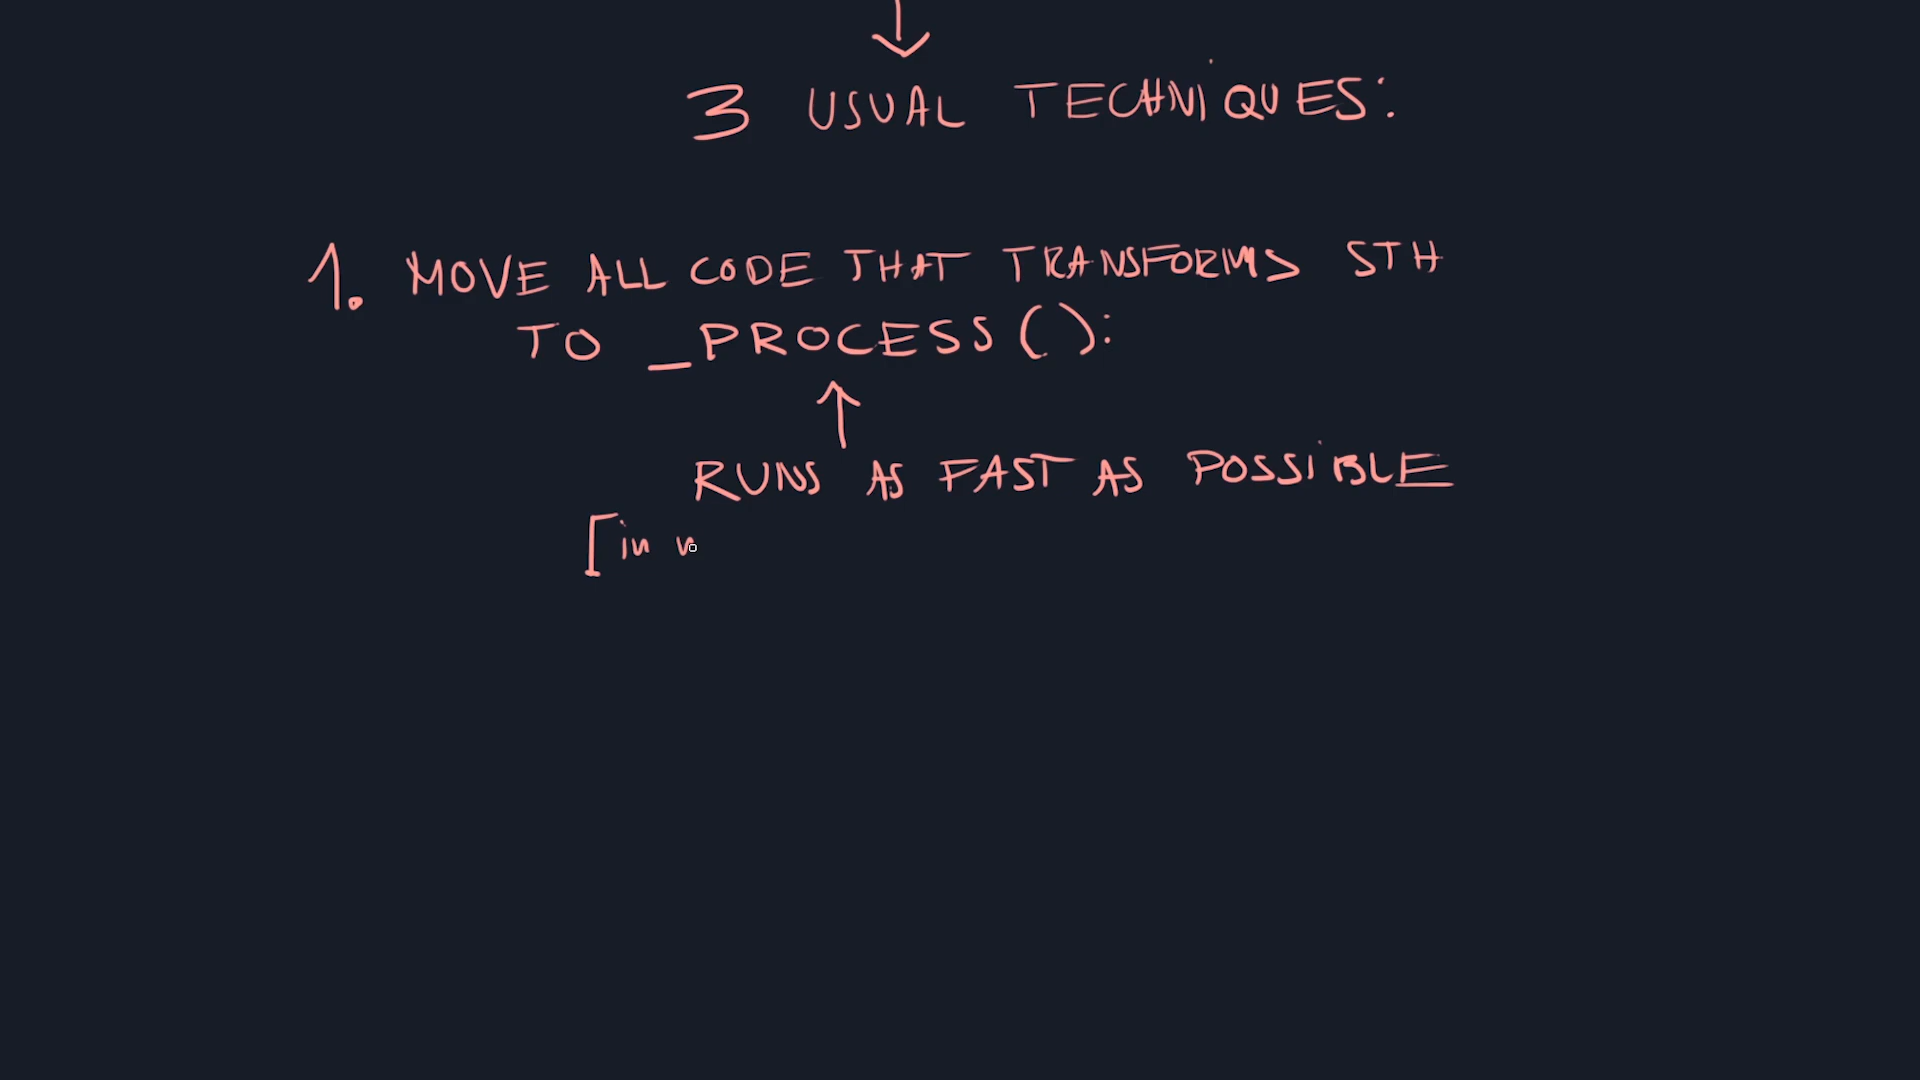 3 USUAL TECHNIQUES:
1. MOVE ALL CODE THAT TRANSFORMS STH
TO _PROCESS():
RUNS AS FAST AS POSSIBLE
[in